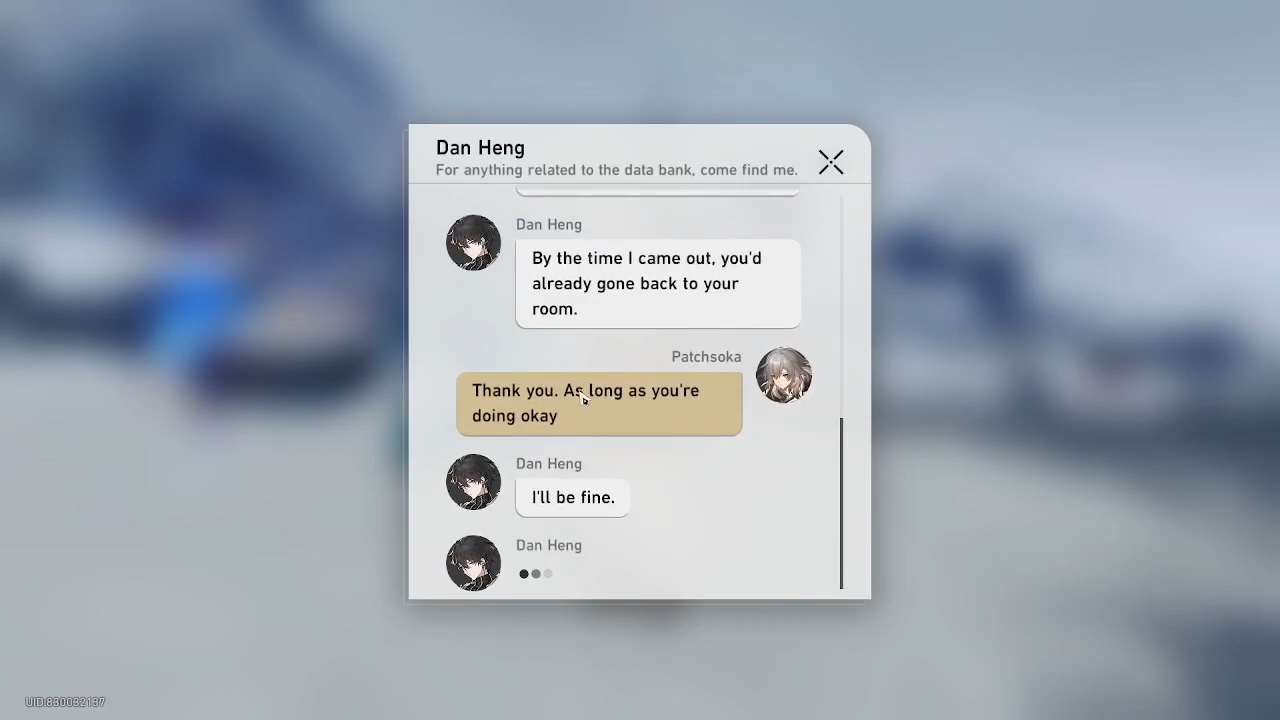 Dan Heng
For anything related to the data bank, come find me.
Dan Heng
By the time I came out, you'd
already gone back to your
room.
Patchsoka
Thank you. As long as you're
doing okay
Dan Heng
I'll be fine.
Dan Heng
UID:830032137